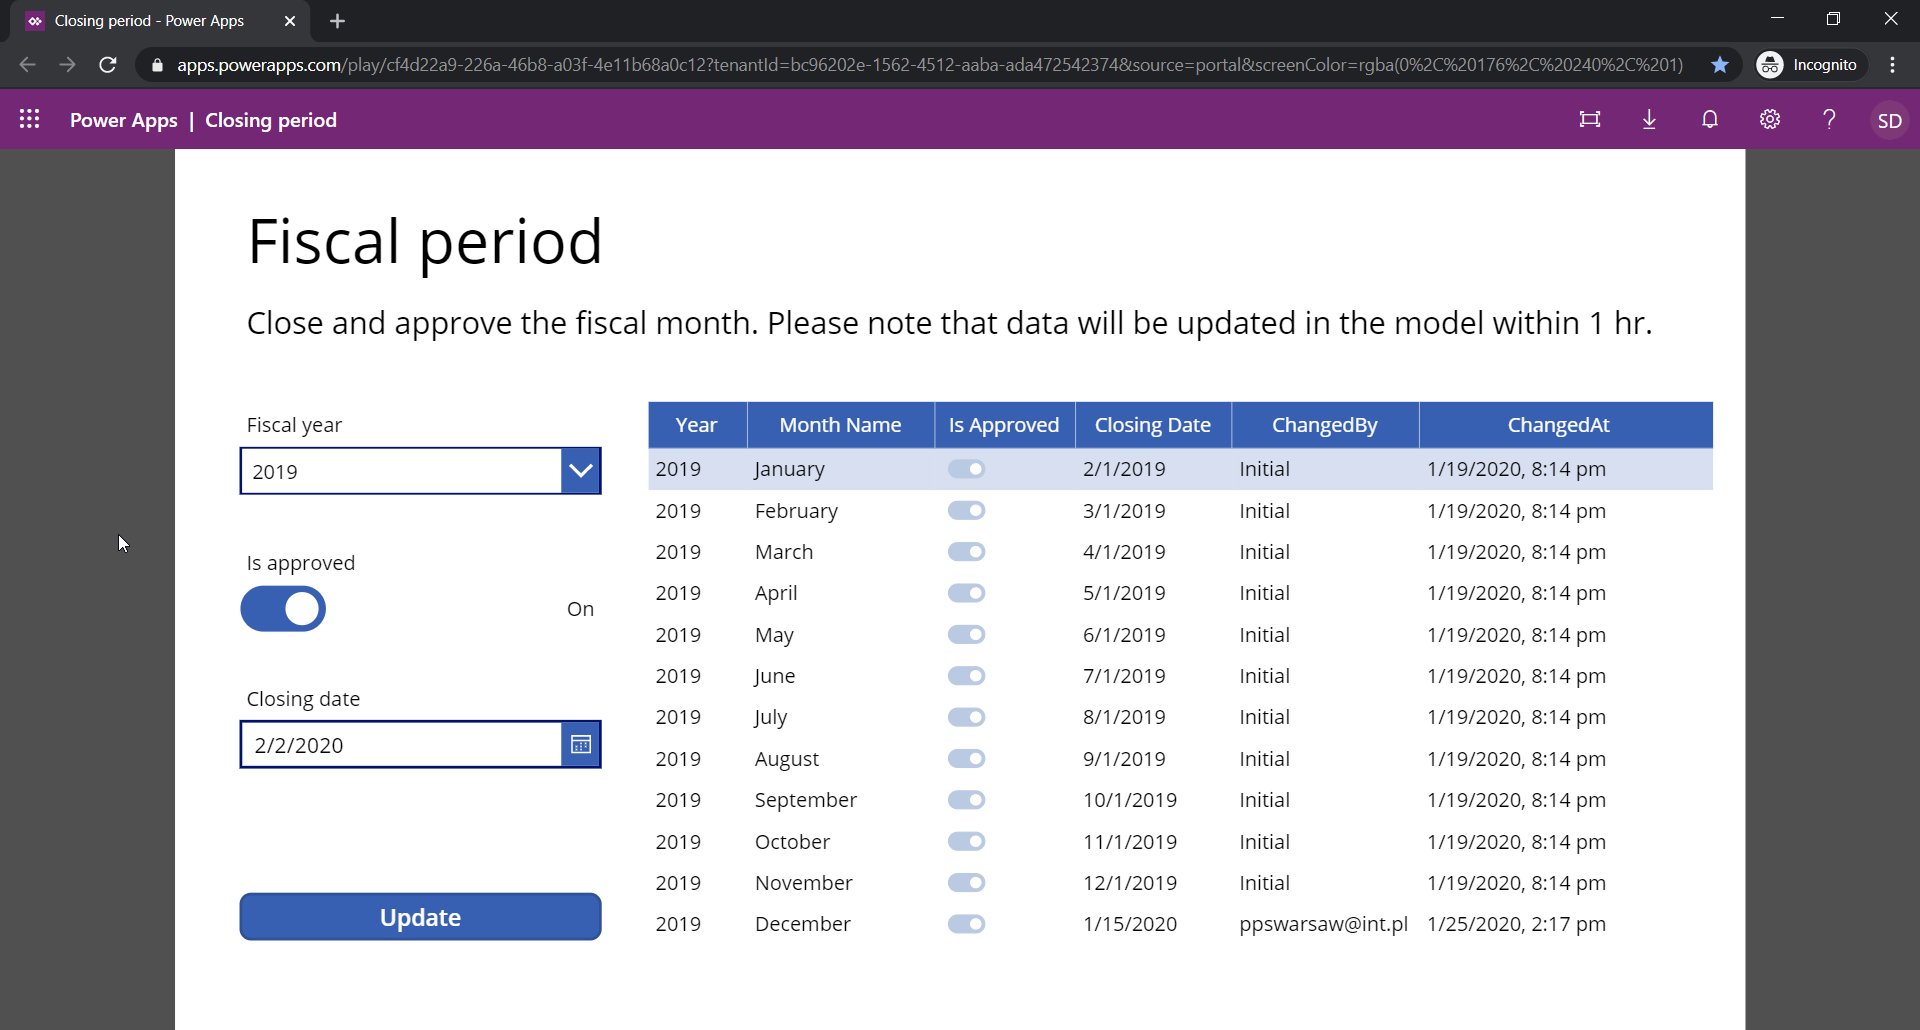 Closing period - Power Apps
apps.powerapps.com/play/cf4d22a9-226a-46b8-a03f-4e11b68a0c12?tenantId=bc96202e-1562-4512-aaba-ada472542374&source=portal&screenColor=rgba(0%2C%20176%2C%20240%2C%201)
Incognito
Power Apps | Closing period
SD
Fiscal period
Close and approve the fiscal month. Please note that data will be updated in the model within 1 hr.
Fiscal year
2019
Is approved
On
Closing date
2/2/2020
Update
Year Month Name Is Approved Closing Date ChangedBy ChangedAt
2019 January 2/1/2019 Initial 1/19/2020, 8:14 pm
2019 February 3/1/2019 Initial 1/19/2020, 8:14 pm
2019 March 4/1/2019 Initial 1/19/2020, 8:14 pm
2019 April 5/1/2019 Initial 1/19/2020, 8:14 pm
2019 May 6/1/2019 Initial 1/19/2020, 8:14 pm
2019 June 7/1/2019 Initial 1/19/2020, 8:14 pm
2019 July 8/1/2019 Initial 1/19/2020, 8:14 pm
2019 August 9/1/2019 Initial 1/19/2020, 8:14 pm
2019 September 10/1/2019 Initial 1/19/2020, 8:14 pm
2019 October 11/1/2019 Initial 1/19/2020, 8:14 pm
2019 November 12/1/2019 Initial 1/19/2020, 8:14 pm
2019 December 1/15/2020 ppswarsaw@int.pl 1/25/2020, 2:17 pm